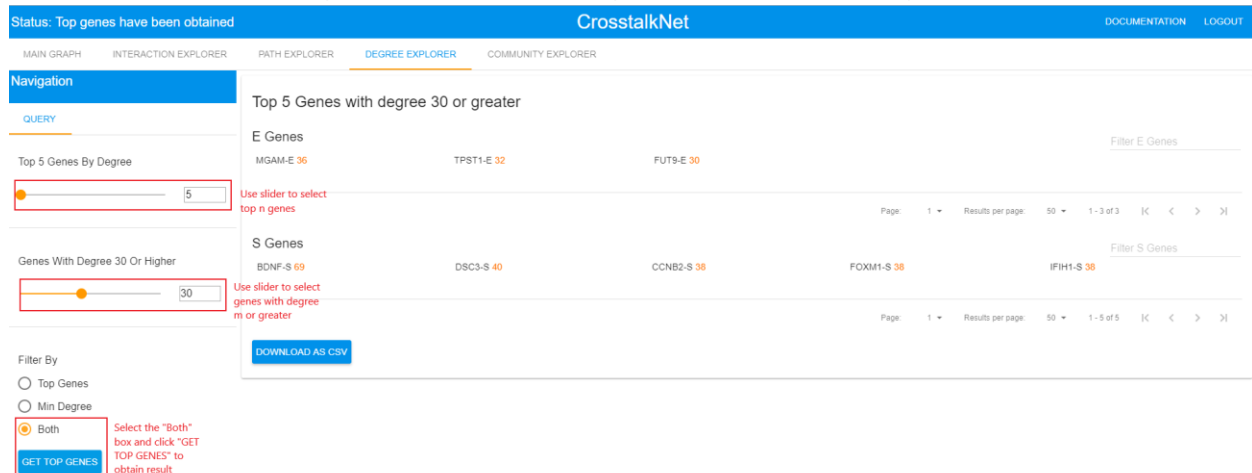 Status: Top genes have been obtained
CrosstalkNet
DOCUMENTATION LOGOUT
MAIN GRAPH INTERACTION EXPLORER PATH EXPLORER DEGREE EXPLORER COMMUNITY EXPLORER
Navigation
QUERY
Top 5 Genes By Degree
5
Use slider to select
top n genes
Genes With Degree 30 Or Higher
30
Use slider to select
genes with degree
m or greater
Filter By
Top Genes
Min Degree
Both
GET TOP GENES
Select the "Both"
box and click "GET
TOP GENES" to
obtain result
Top 5 Genes with degree 30 or greater
E Genes
Filter E Genes
MGAM-E 36 TPST1-E 32 FUT9-E 30
Page: 1 Results per page: 50 1 - 3 of 3
S Genes
Filter S Genes
BDNF-S 69 DSC3-S 40 CCNB2-S 38 FOXM1-S 38 IFIH1-S 38
Page: 1 Results per page: 50 1 - 5 of 5
DOWNLOAD AS CSV